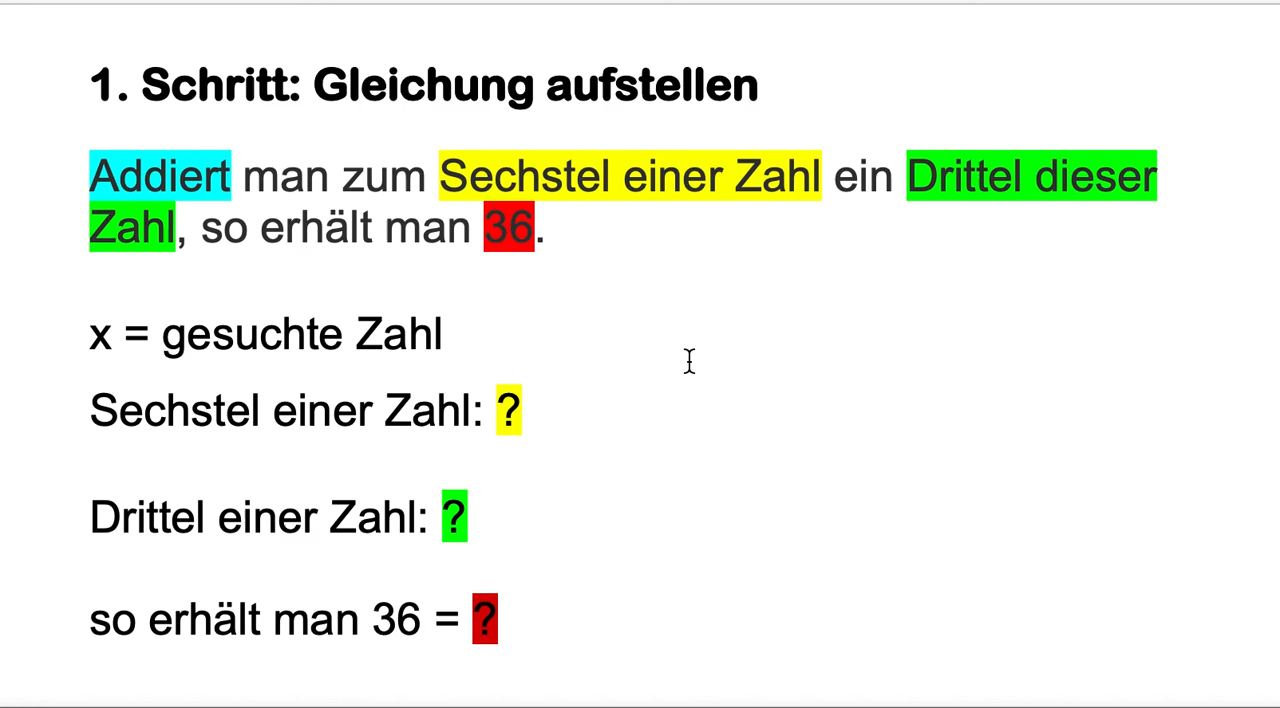 1. Schritt: Gleichung aufstellen
Addiert man zum Sechstel einer Zahl ein Drittel dieser
Zahl, so erhält man 36.
x = gesuchte Zahl
Sechstel einer Zahl: ?
Drittel einer Zahl: ?
so erhält man 36 = ?